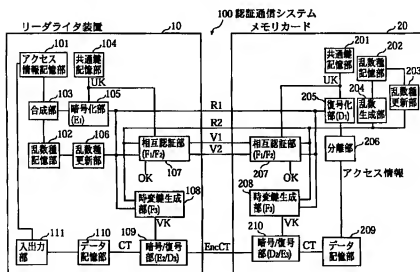 100 認証通信システム
リーダライタ装置
10
101
アクセス
情報記憶部
104
共通鍵
記憶部
UK
103
105
合成部
暗号化部
(E₁)
102
106
乱数種
記憶部
乱数種
更新部
相互認証部
(F₁/F₂)
107
OK
時変鍵生成部
(F₃)
108
VK
111
110
109
入出力
部
データ
記憶部
CT
暗号/復号
部(E₂/D₂)
R1
R2
V1
V2
EncCT
メモリカード
20
201
共通鍵
記憶部
202
乱数種
記憶部
203
乱数種
更新部
UK
204
乱数
生成部
205
復号化
部(D₁)
分離部
206
アクセス情報
相互認証部
(F₁/F₂)
207
OK
208
時変鍵生成部
(F₃)
VK
210
暗号/復号
部(D₂/E₂)
CT
209
データ
記憶部